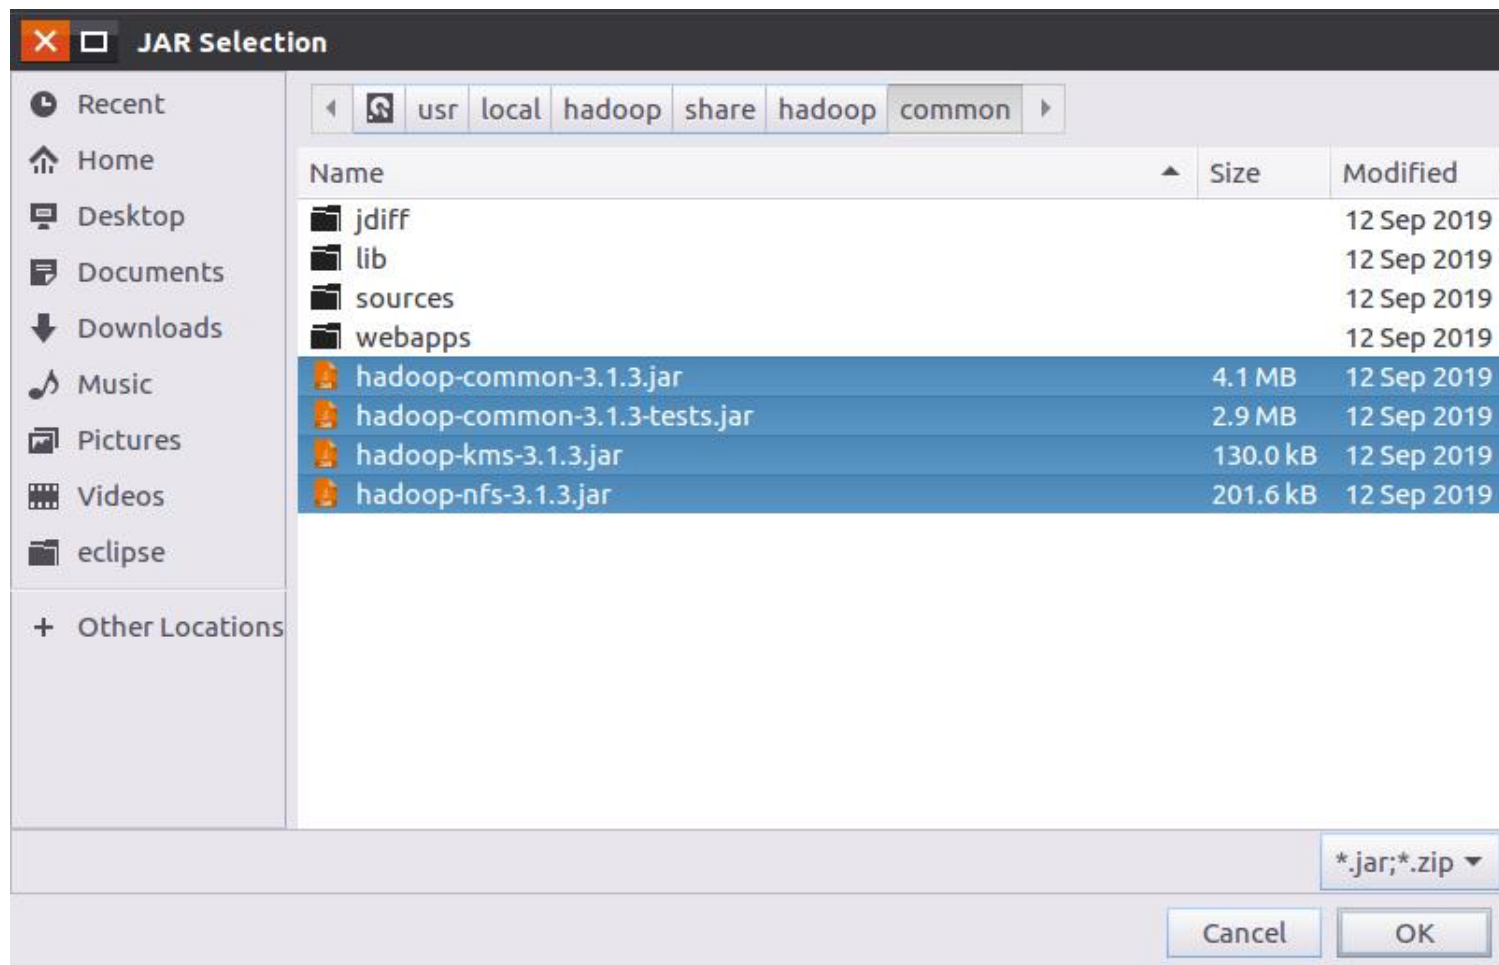 JAR Selection
Recent
Home
Desktop
Documents
Downloads
Music
Pictures
Videos
eclipse
+ Other Locations
usr local hadoop share hadoop common
Name Size Modified
jdiff 12 Sep 2019
lib 12 Sep 2019
sources 12 Sep 2019
webapps 12 Sep 2019
hadoop-common-3.1.3.jar 4.1 MB 12 Sep 2019
hadoop-common-3.1.3-tests.jar 2.9 MB 12 Sep 2019
hadoop-kms-3.1.3.jar 130.0 kB 12 Sep 2019
hadoop-nfs-3.1.3.jar 201.6 kB 12 Sep 2019
*.jar;*.zip
Cancel OK